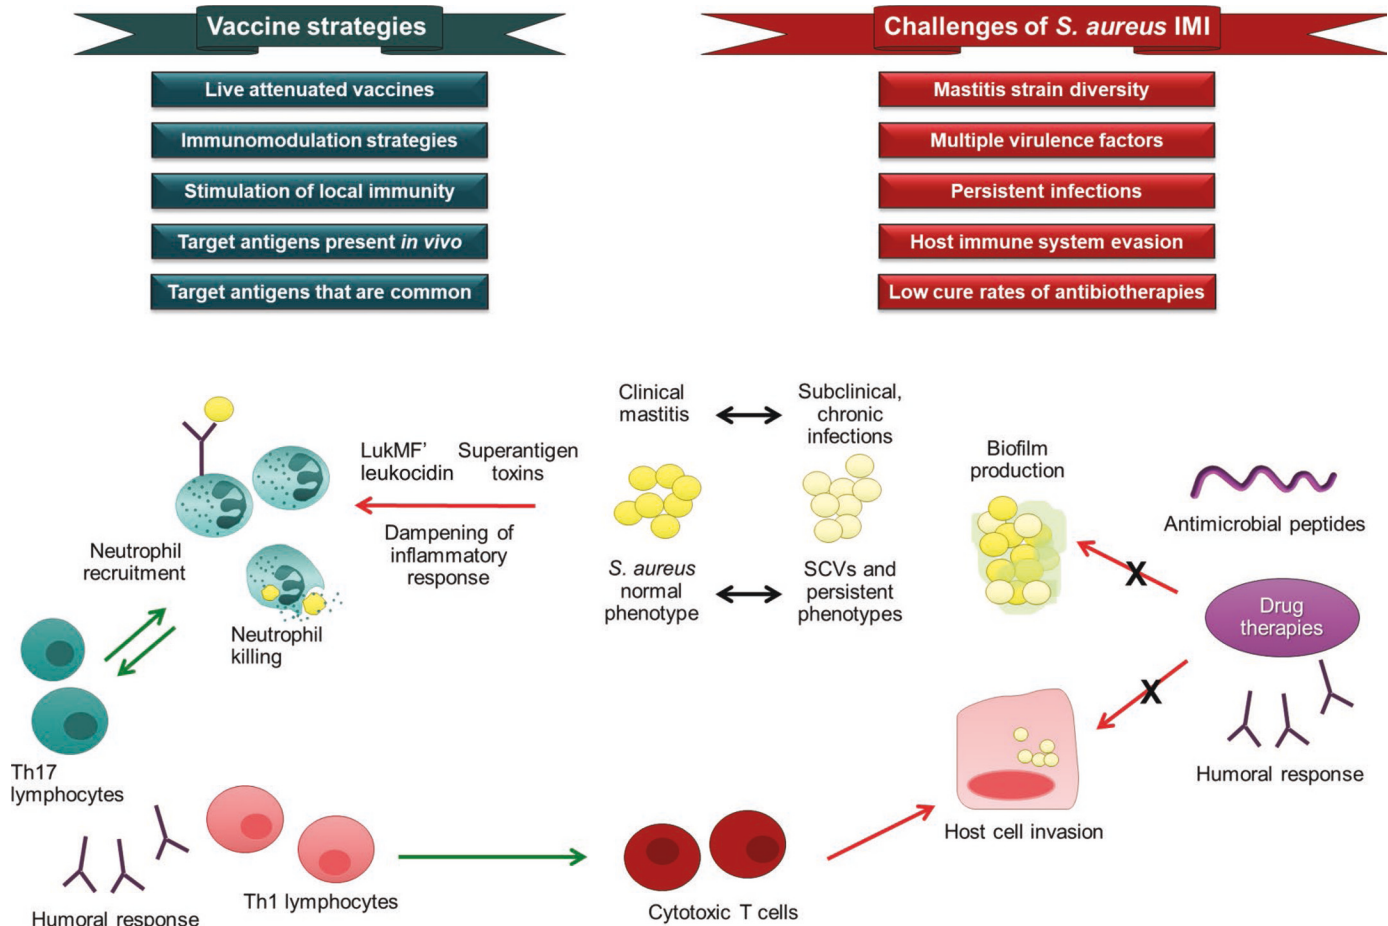 Vaccine strategies
Live attenuated vaccines
Immunomodulation strategies
Stimulation of local immunity
Target antigens present in vivo
Target antigens that are common
Challenges of S. aureus IMI
Mastitis strain diversity
Multiple virulence factors
Persistent infections
Host immune system evasion
Low cure rates of antibiotherapies
Clinical
mastitis
Subclinical,
chronic
infections
LukMF’
leukocidin
Superantigen
toxins
Dampening of
inflammatory
response
S. aureus
normal
phenotype
SCVs and
persistent
phenotypes
Biofilm
production
Antimicrobial peptides
X
Drug
therapies
X
Humoral response
Host cell invasion
Neutrophil
recruitment
Neutrophil
killing
Th17
lymphocytes
Humoral response
Th1 lymphocytes
Cytotoxic T cells